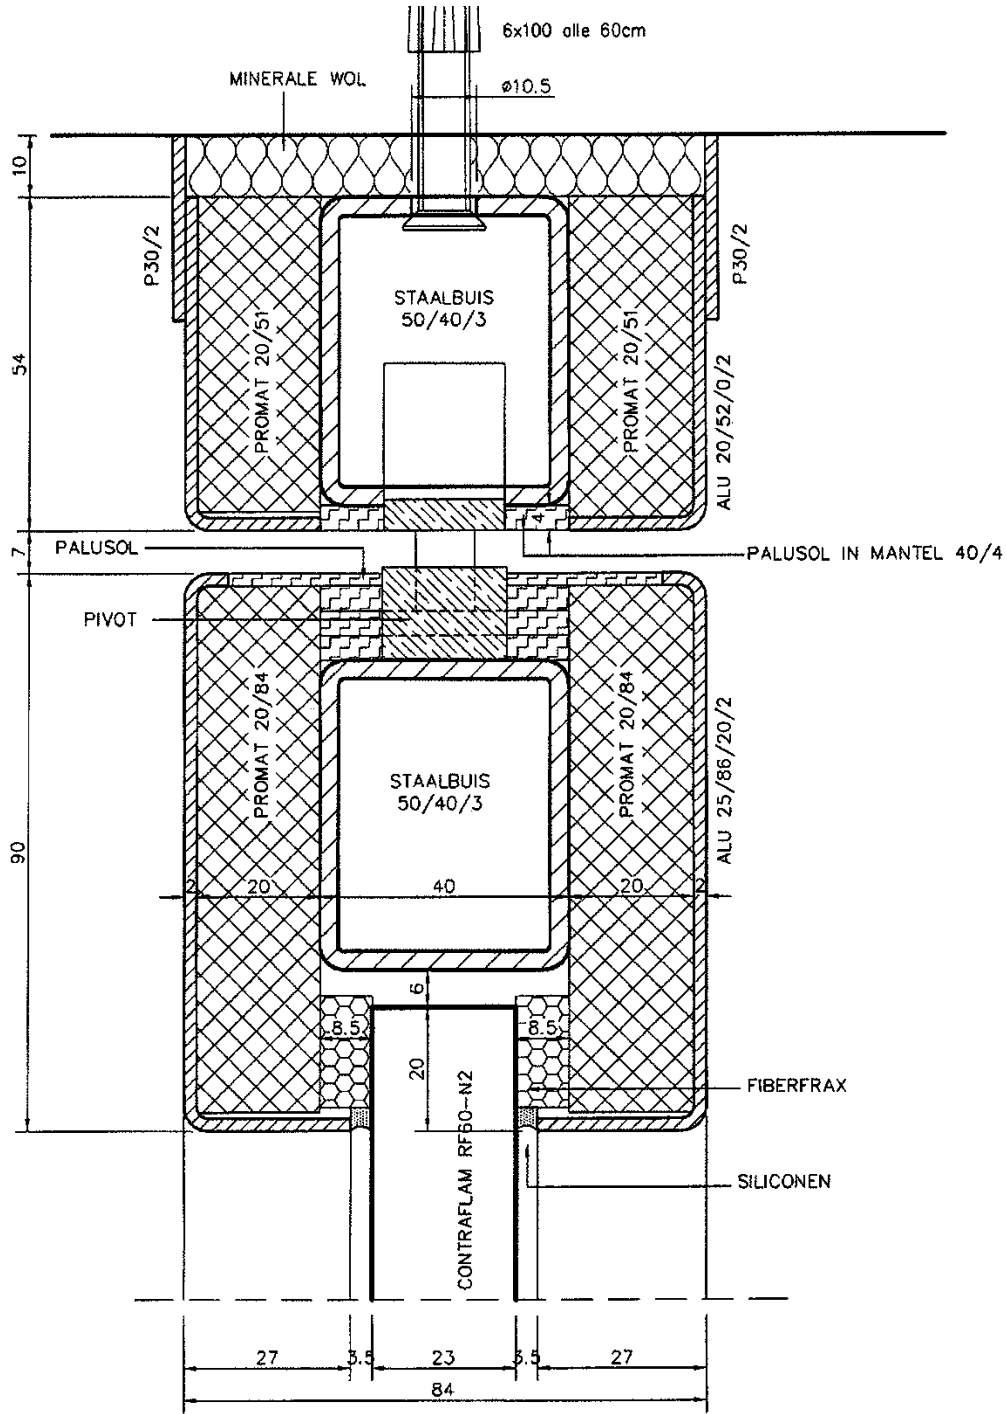 6x100 alle 60cm
MINERALE WOL
ø10.5
10
P30/2
P30/2
STAALBUIS
50/40/3
PROMAT 20/51
PROMAT 20/51
54
ALU 20/52/0/2
4
7
PALUSOL
PALUSOL IN MANTEL 40/4
PIVOT
PROMAT 20/84
PROMAT 20/84
STAALBUIS
50/40/3
ALU 25/86/20/2
90
2
20
40
20
2
6
8.5
8.5
20
FIBERFRAX
CONTRAFLAM RF60-N2
SILICONEN
27
3.5
23
3.5
27
84